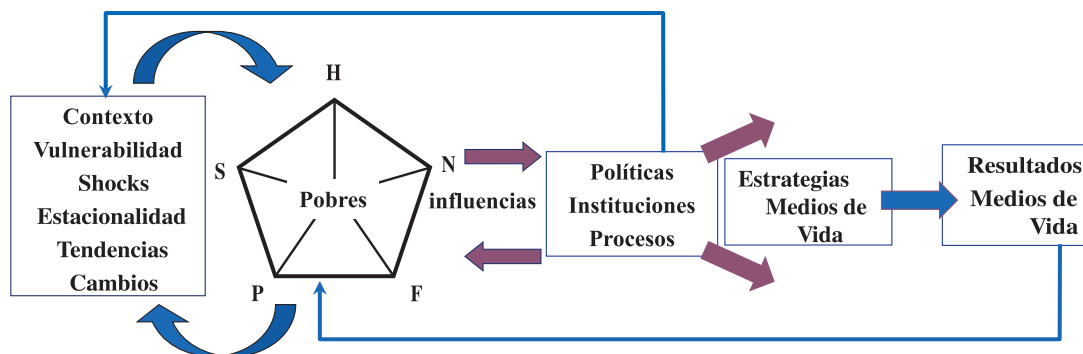 Contexto
Vulnerabilidad
Shocks
Estacionalidad
Tendencias
Cambios
H
S
N
Pobres
P
F
influencias
Políticas
Instituciones
Procesos
Estrategias
Medios de
Vida
Resultados
Medios de
Vida